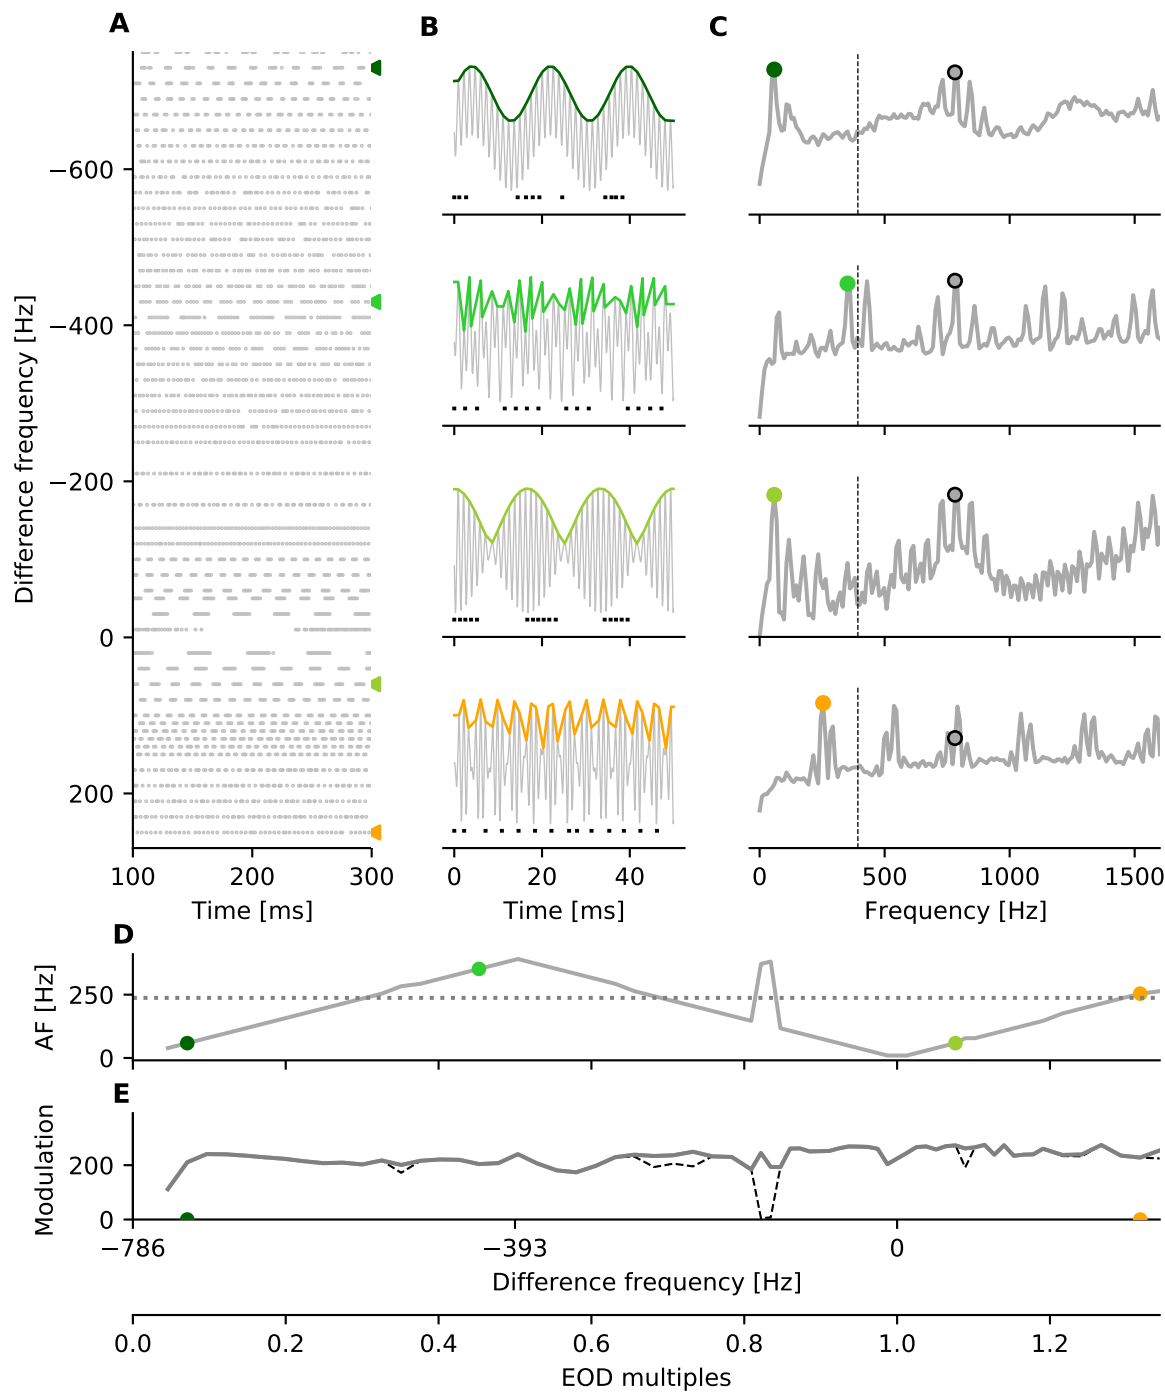 A
B
C
Difference frequency [Hz]
−600
−400
−200
0
200
100
200
300
Time [ms]
0
20
40
Time [ms]
0
500
1000
1500
Frequency [Hz]
D
AF [Hz]
250
0
E
Modulation
200
0
−786
−393
0
Difference frequency [Hz]
0.0
0.2
0.4
0.6
0.8
1.0
1.2
EOD multiples